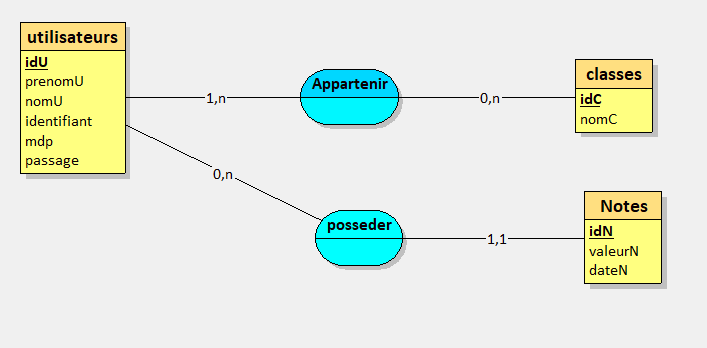 utilisateurs
idU
prenomU
nomU
identifiant
mdp
passage
1,n
Appartenir
0,n
classes
idC
nomC
0,n
posseder
1,1
Notes
idN
valeurN
dateN